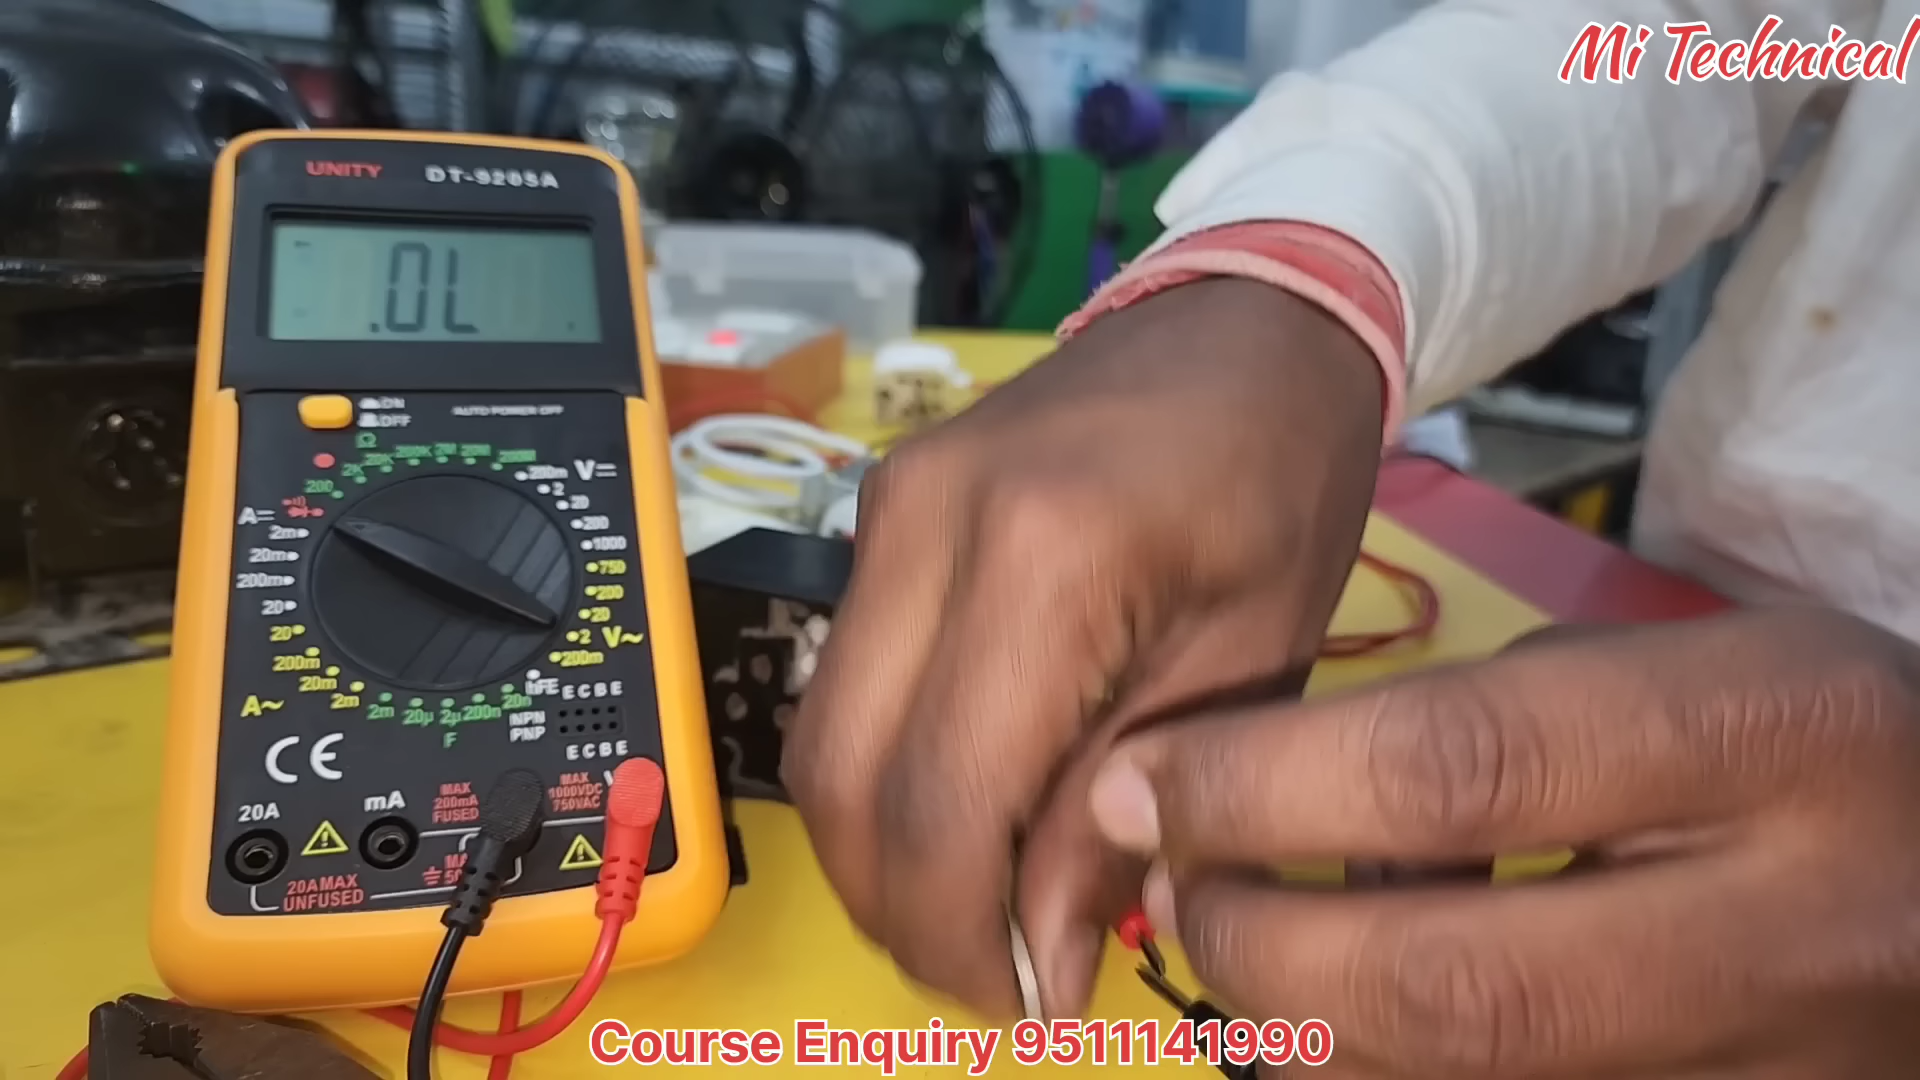 Mi Technical
UNITY DT-9205A
.OL
ON
OFF
AUTO POWER OFF
Ω
200 2K 20K 200K 2M 20M 200M
200m V=
2
20
200
1000
750
200
20
2 V~
200m
A=
2m
20m
200m
20
20
200m
20m
2m
A~
2m 20µ 2µ 200n 20n
F
hFE
E C B E
NPN
PNP
E C B E
CE
20A
mA
MAX
200mA
FUSED
MAX
1000VDC
750VAC
20A MAX
UNFUSED
Course Enquiry 9511141990